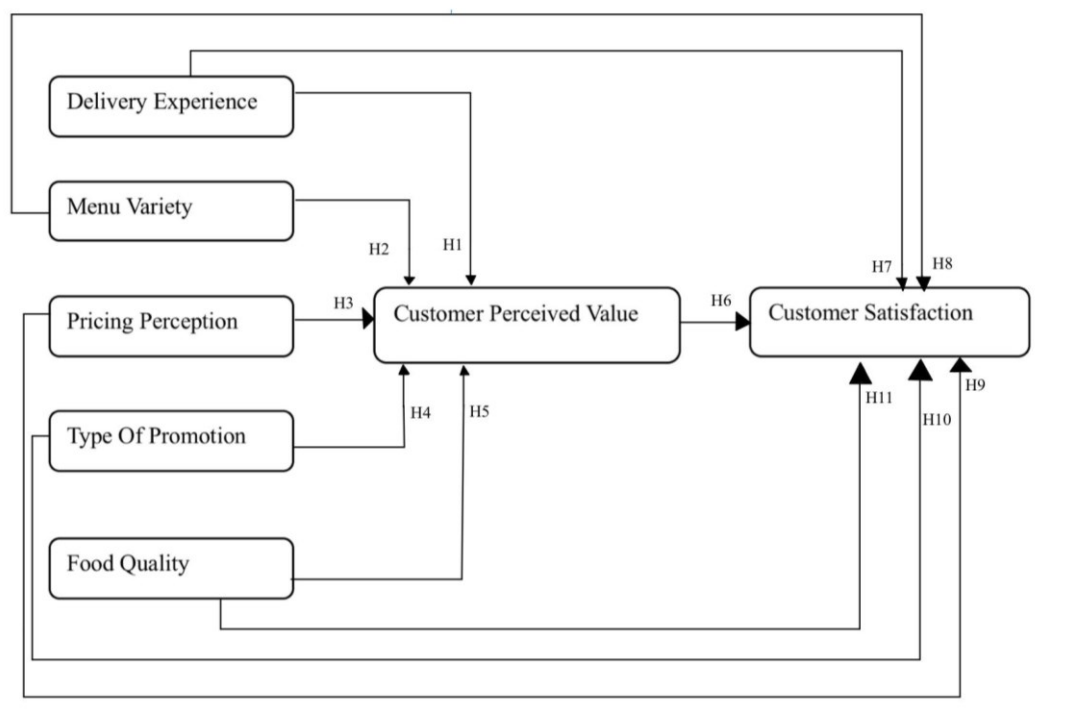 Delivery Experience
Menu Variety
H2
H1
H7
H8
Pricing Perception
H3
Customer Perceived Value
H6
Customer Satisfaction
H4
H5
H11
H9
H10
Type Of Promotion
Food Quality